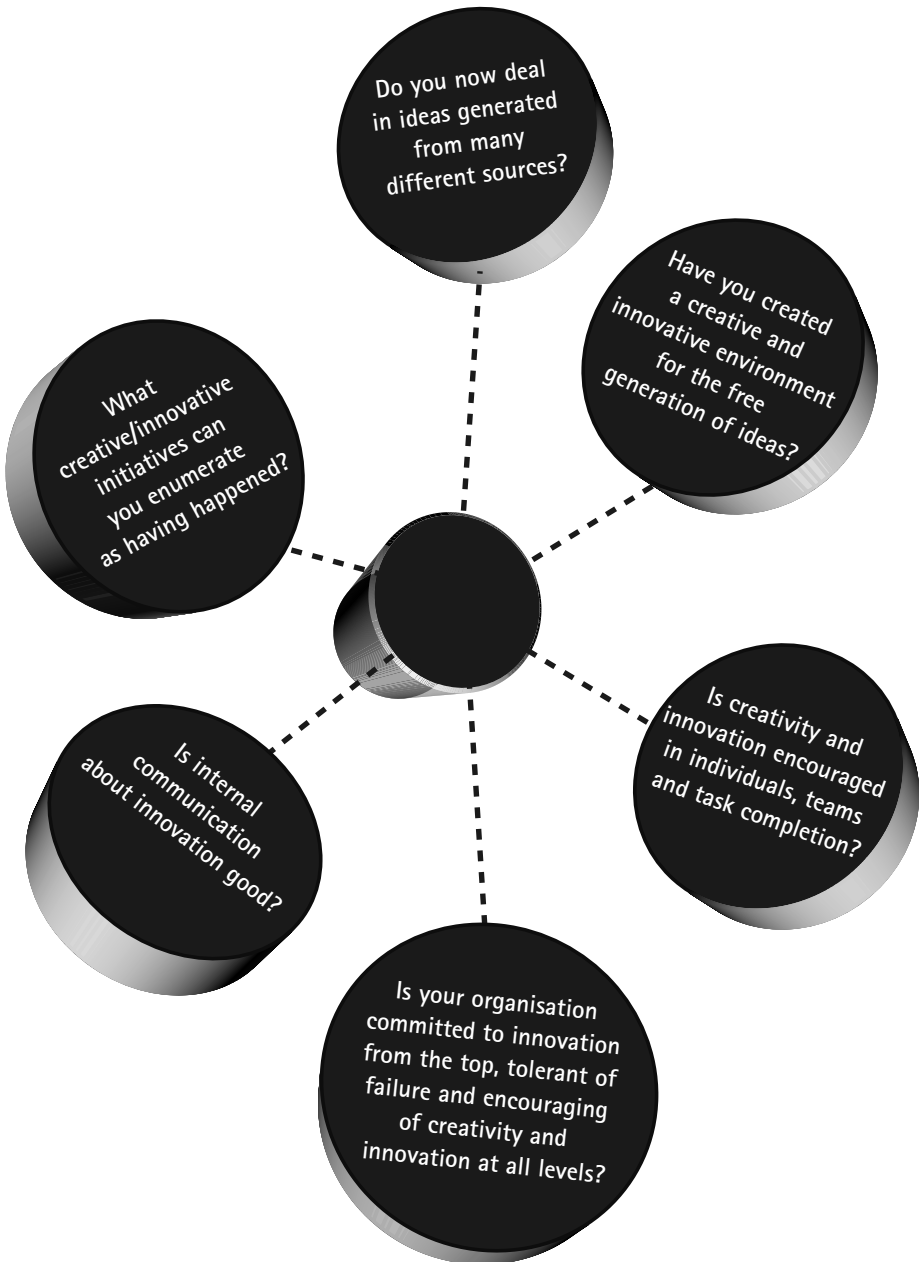 Do you now deal
in ideas generated
from many
different sources?
Have you created
a creative and
innovative environment
for the free
generation of ideas?
Is creativity and
innovation encouraged
in individuals, teams
and task completion?
Is your organisation
committed to innovation
from the top, tolerant of
failure and encouraging
of creativity and
innovation at all levels?
Is internal
communication
about innovation good?
What
creative/innovative
initiatives can
you enumerate
as having happened?